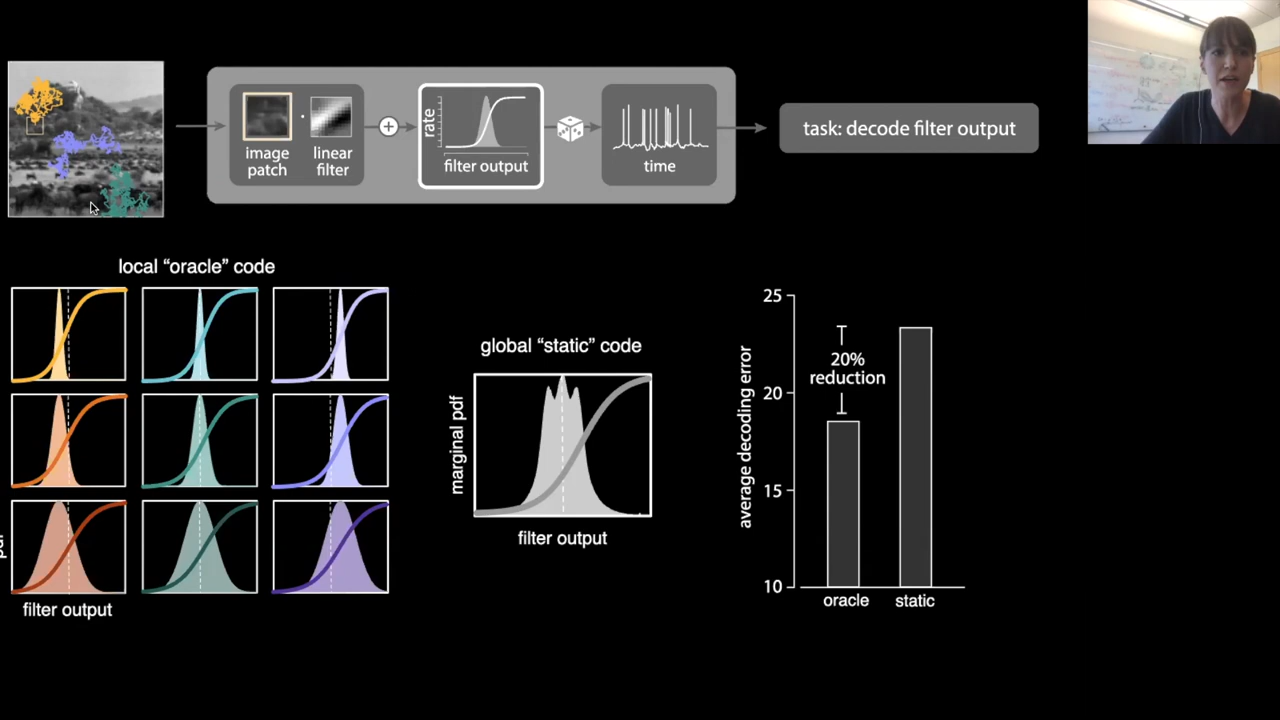 image
patch
linear
filter
rate
filter output
time
task: decode filter output
local “oracle” code
pdf
filter output
global “static” code
marginal pdf
filter output
average decoding error
25
20
15
10
20%
reduction
oracle
static